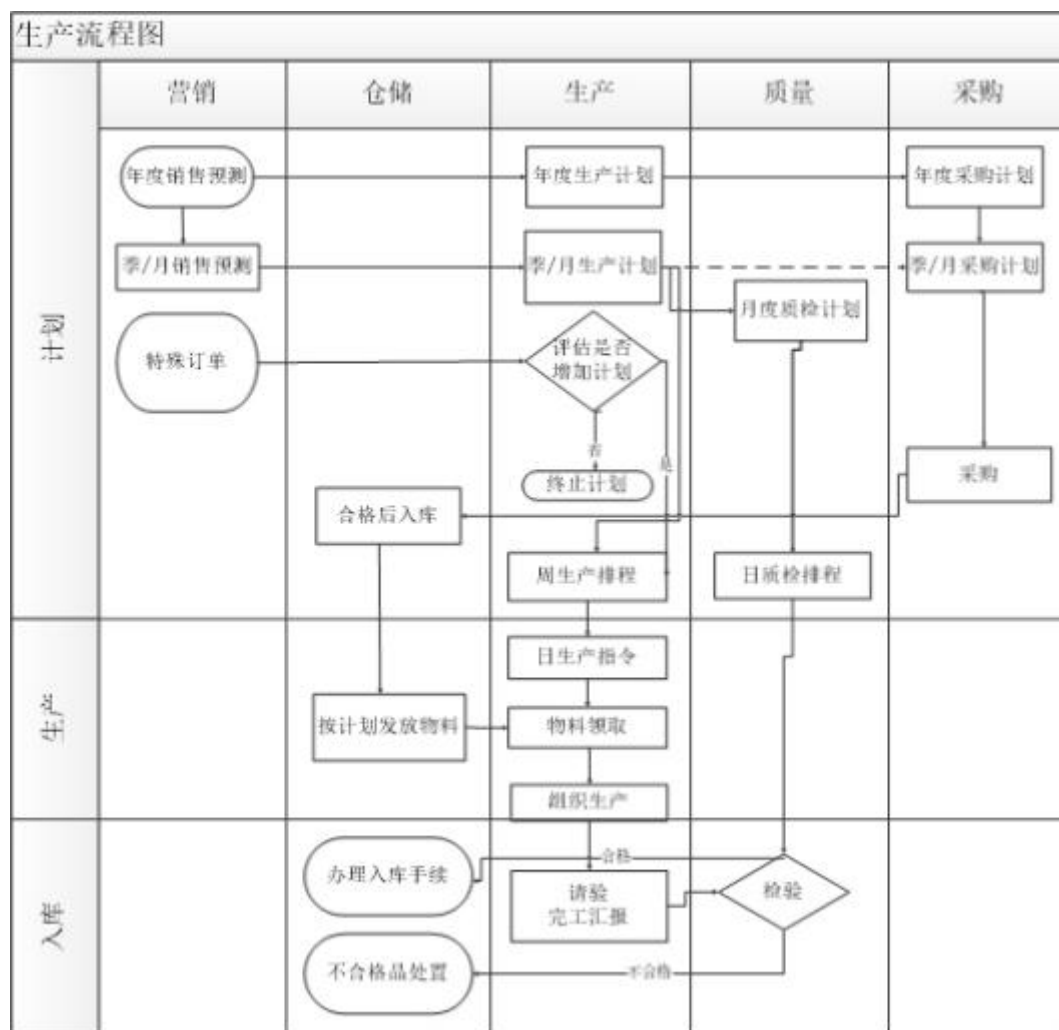 生产流程图
营销
仓储
生产
质量
采购
计划
年度销售预测
年度生产计划
年度采购计划
季/月销售预测
季/月生产计划
季/月采购计划
月度质检计划
特殊订单
评估是否
增加计划
否
是
终止计划
采购
合格后入库
周生产排程
日质检排程
生产
日生产指令
按计划发放物料
物料领取
组织生产
入库
办理入库手续
合格
请验
完工汇报
检验
不合格品处置
不合格